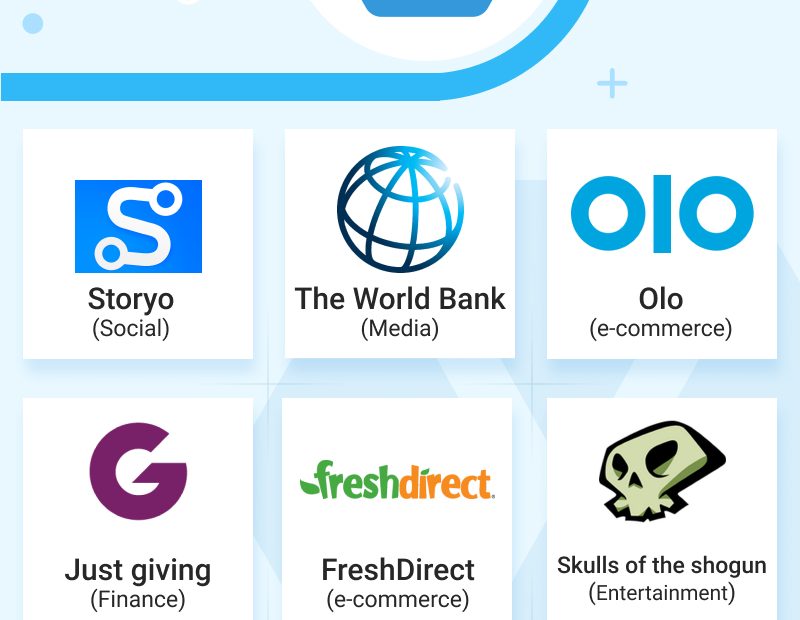 S
olo
Storyo
(Social)
The World Bank
(Media)
Olo
(e-commerce)
G
freshdirect.
Just giving
(Finance)
FreshDirect
(e-commerce)
Skulls of the shogun
(Entertainment)